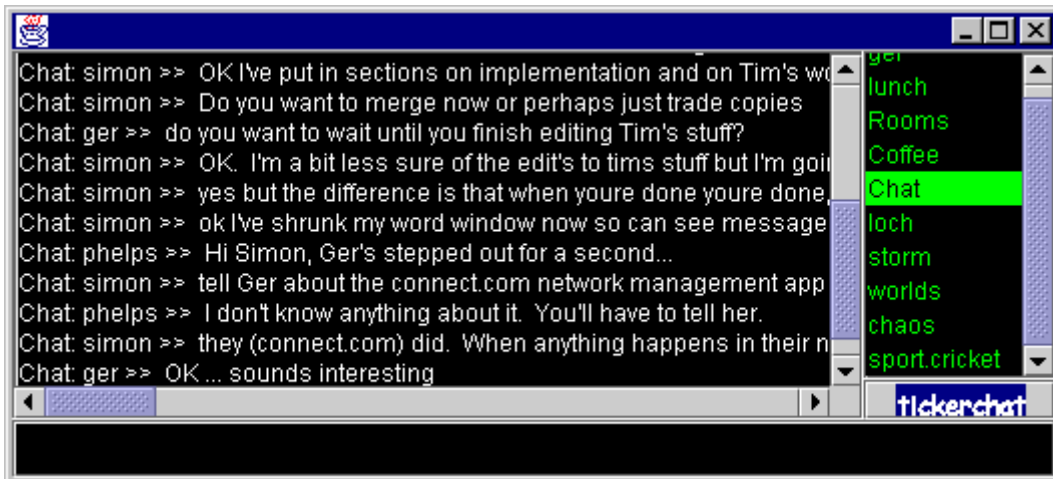 Chat: simon >> OK I've put in sections on implementation and on Tim's wo
Chat: simon >> Do you want to merge now or perhaps just trade copies
Chat: ger >> do you want to wait until you finish editing Tim's stuff?
Chat: simon >> OK. I'm a bit less sure of the edit's to tims stuff but I'm goi
Chat: simon >> yes but the difference is that when youre done youre done,
Chat: simon >> ok I've shrunk my word window now so can see message
Chat: phelps >> Hi Simon, Ger's stepped out for a second...
Chat: simon >> tell Ger about the connect.com network management app
Chat: phelps >> I don't know anything about it. You'll have to tell her.
Chat: simon >> they (connect.com) did. When anything happens in their n
Chat: ger >> OK ... sounds interesting
ger
lunch
Rooms
Coffee
Chat
loch
storm
worlds
chaos
sport.cricket
tickerchat